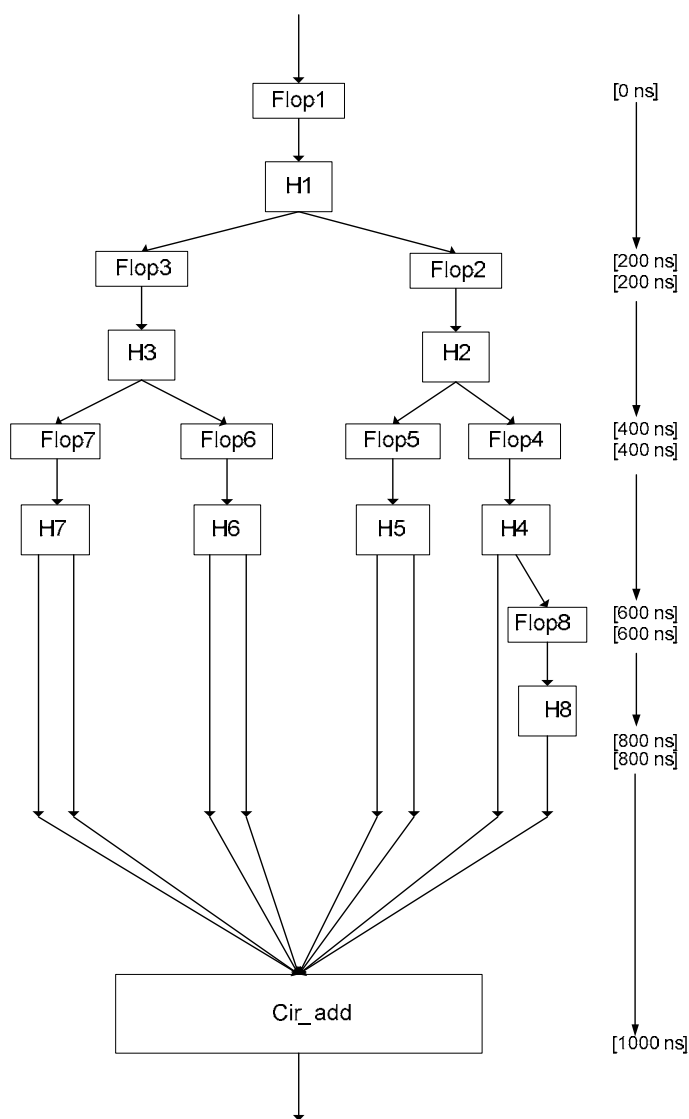 Flop1
[0 ns]
H1
Flop3
Flop2
[200 ns]
[200 ns]
H3
H2
Flop7
Flop6
Flop5
Flop4
[400 ns]
[400 ns]
H7
H6
H5
H4
Flop8
[600 ns]
[600 ns]
H8
[800 ns]
[800 ns]
Cir_add
[1000 ns]